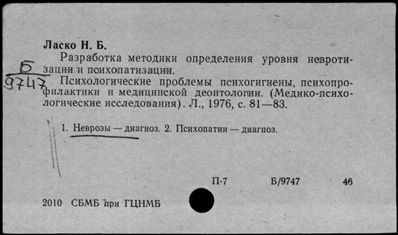 Ласко Н. Б.
Разработка методики определения уровня невроти-
зации и психопатизации.
Б
9747
Психологические проблемы психогигиены, психопро-
филактики и медицинской деонтологии. (Медико-психо-
логические исследования). Л., 1976, с. 81—83.
1. Неврозы — диагноз. 2. Психопатии — диагноз.
П-7 Б/9747 46
2010 СБМБ при ГЦНМБ